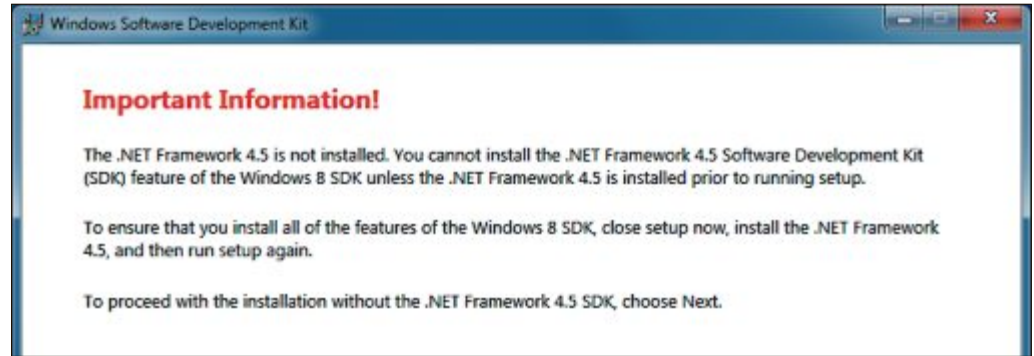 Windows Software Development Kit
Important Information!
The .NET Framework 4.5 is not installed. You cannot install the .NET Framework 4.5 Software Development Kit
(SDK) feature of the Windows 8 SDK unless the .NET Framework 4.5 is installed prior to running setup.
To ensure that you install all of the features of the Windows 8 SDK, close setup now, install the .NET Framework
4.5, and then run setup again.
To proceed with the installation without the .NET Framework 4.5 SDK, choose Next.